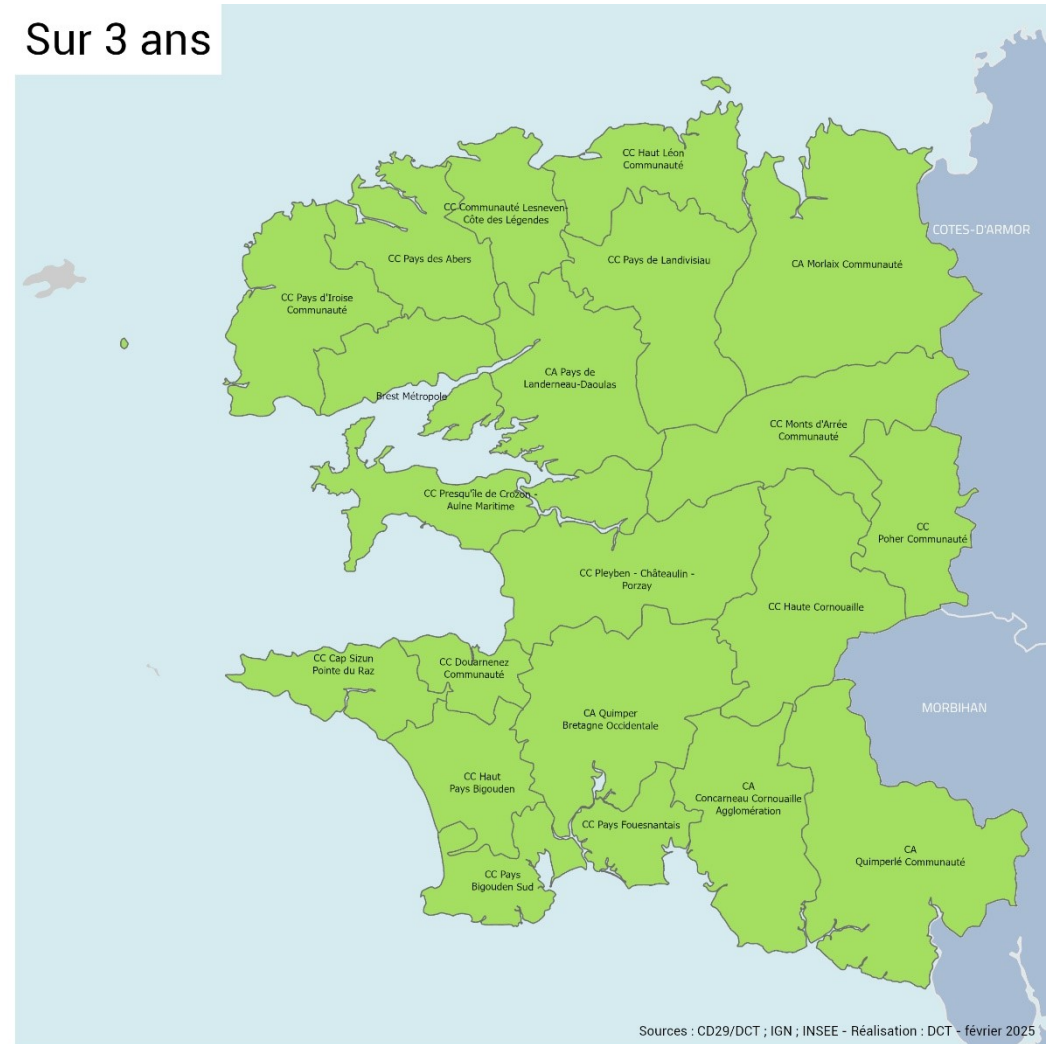 Sur 3 ans
CC Haut Léon
Communauté
CC Communauté Lesneven-
Côte des Légendes
COTES-D'ARMOR
CC Pays des Abers
CC Pays de Landivisiau
CA Morlaix Communauté
CC Pays d'Iroise
Communauté
CA Pays de
Landerneau-Daoulas
Brest Métropole
CC Monts d'Arrée
Communauté
CC Presqu'île de Crozon -
Aulne Maritime
CC
Poher Communauté
CC Pleyben - Châteaulin -
Porzay
CC Haute Cornouaille
CC Cap Sizun
Pointe du Raz
CC Douarnenez
Communauté
MORBIHAN
CA Quimper
Bretagne Occidentale
CC Haut
Pays Bigouden
CA
Concarneau Cornouaille
Agglomération
CC Pays Fouesnantais
CA
Quimperlé Communauté
CC Pays
Bigouden Sud
Sources : CD29/DCT ; IGN ; INSEE - Réalisation : DCT - février 2025